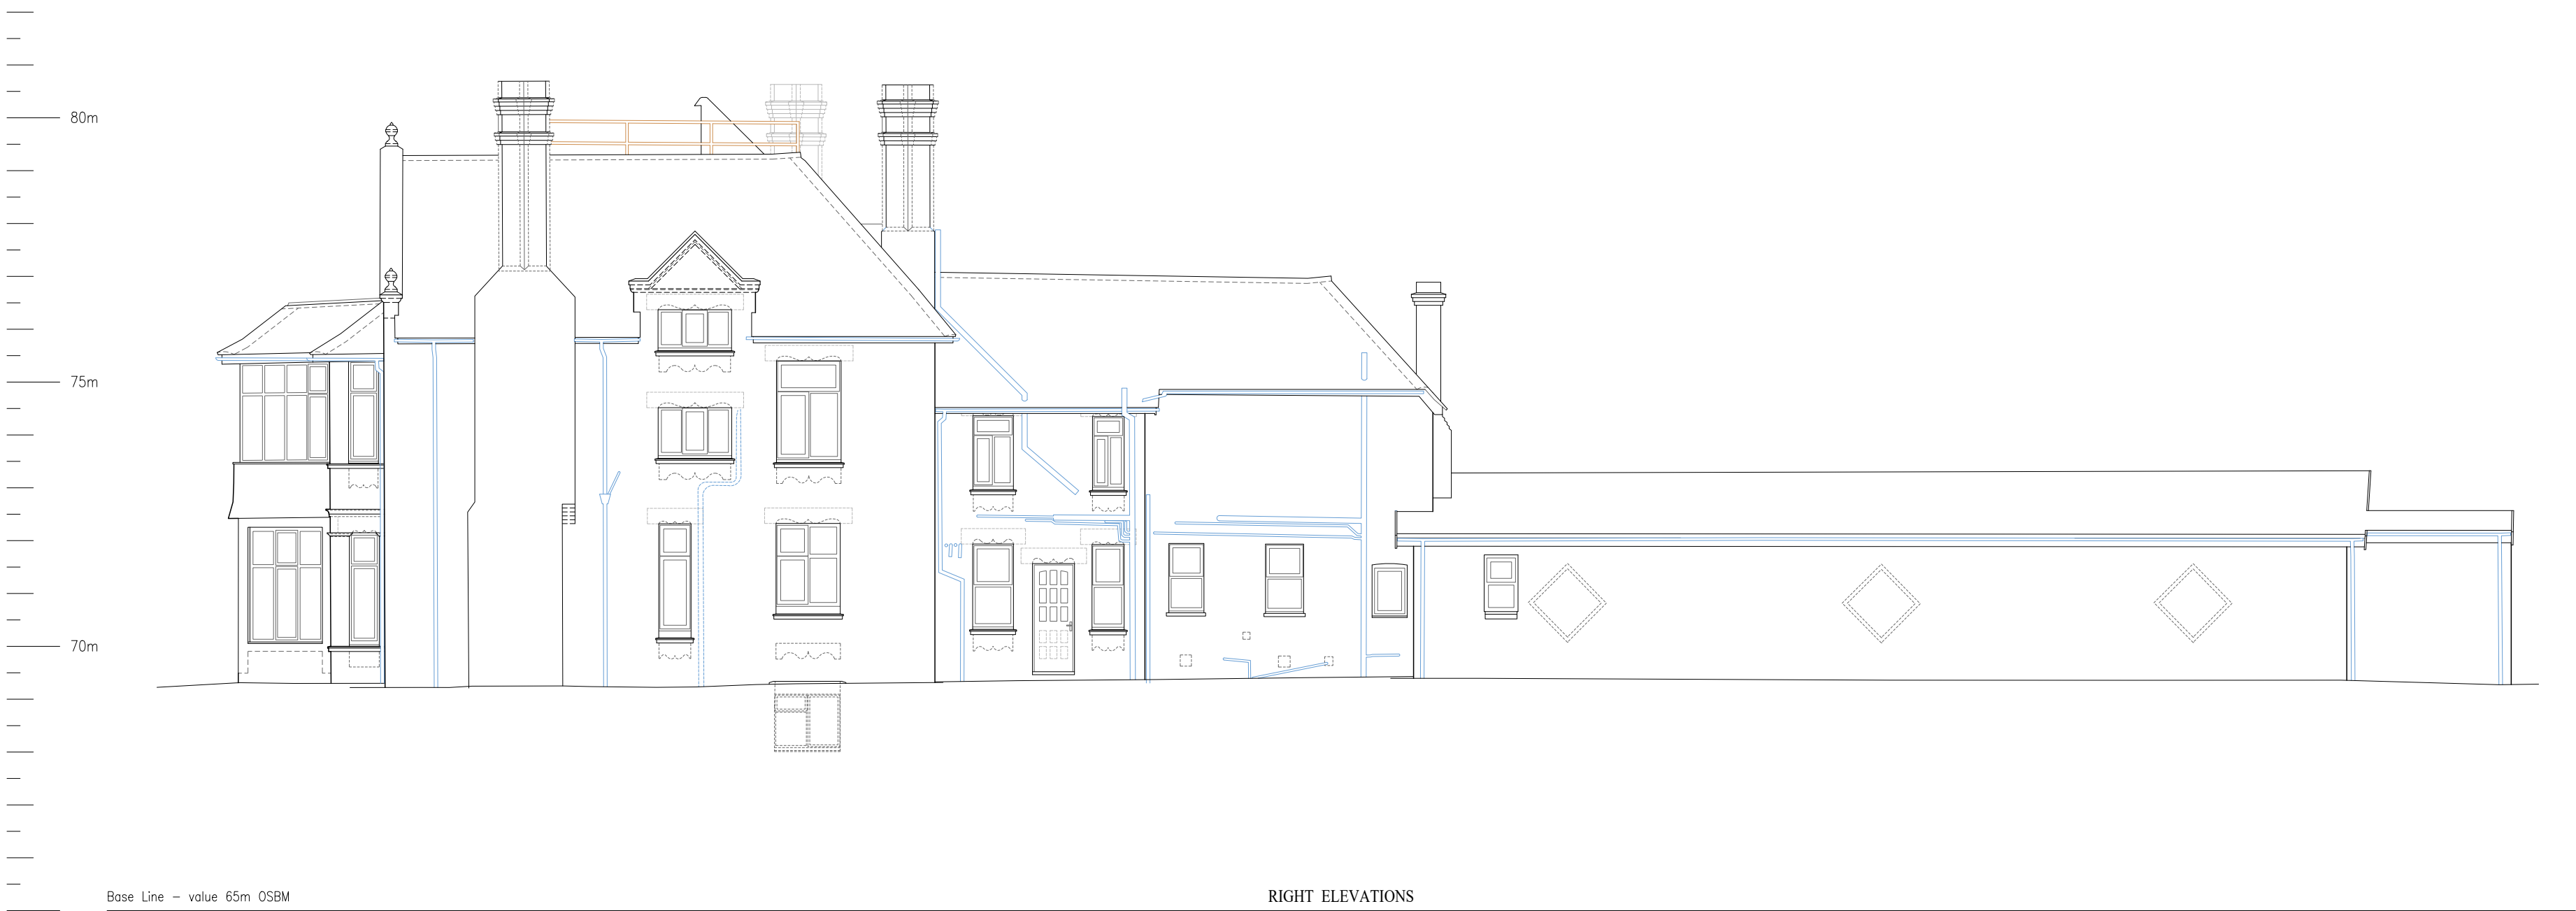 80m
75m
70m
Base Line – value 65m OSBM
RIGHT ELEVATIONS